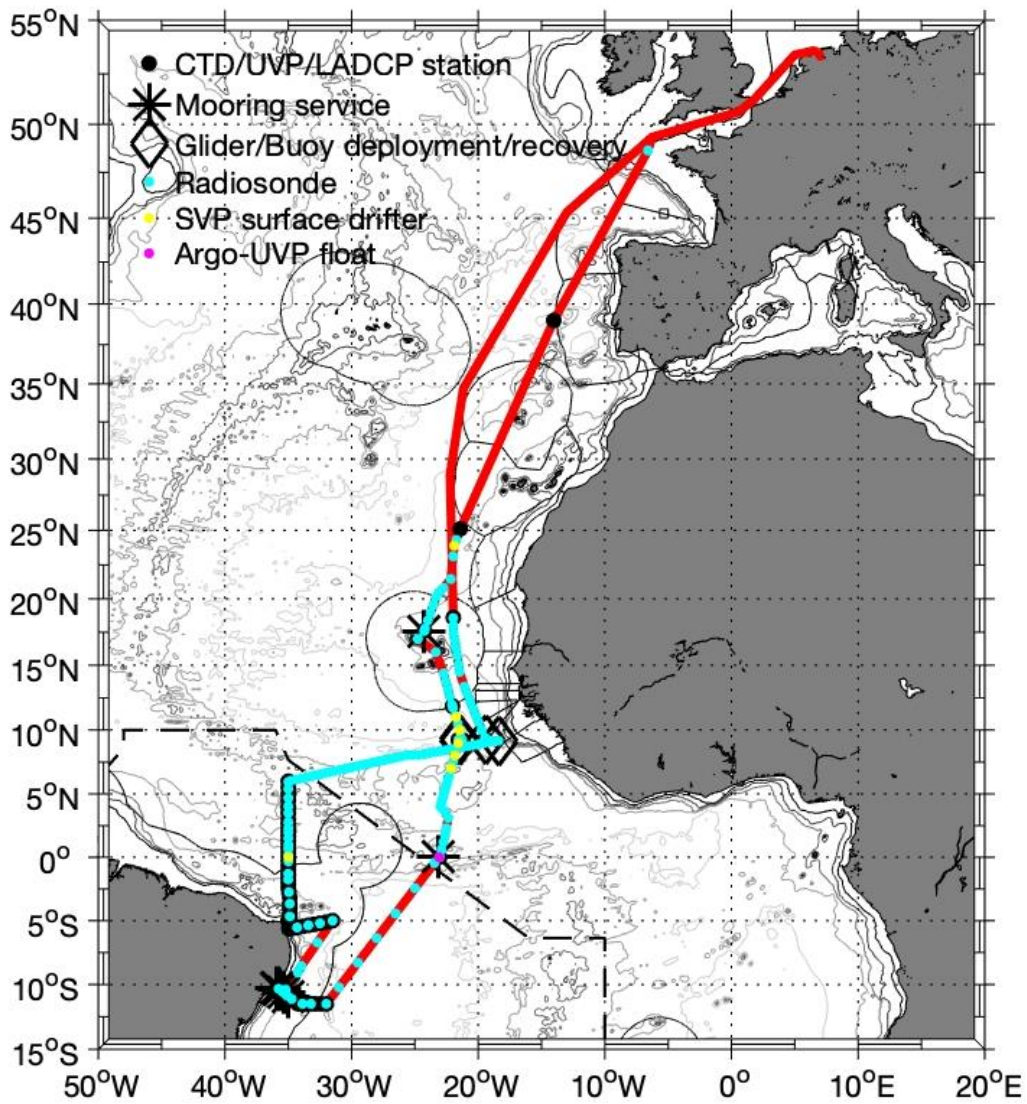 55°N
CTD/UVP/LADCP station
Mooring service
50°N
Glider/Buoy deployment/recovery
Radiosonde
45°N
SVP surface drifter
Argo-UVP float
40°N
35°N
30°N
25°N
20°N
15°N
10°N
5°N
0°
5°S
10°S
15°S
50°W 40°W 30°W 20°W 10°W 0° 10°E 20°E